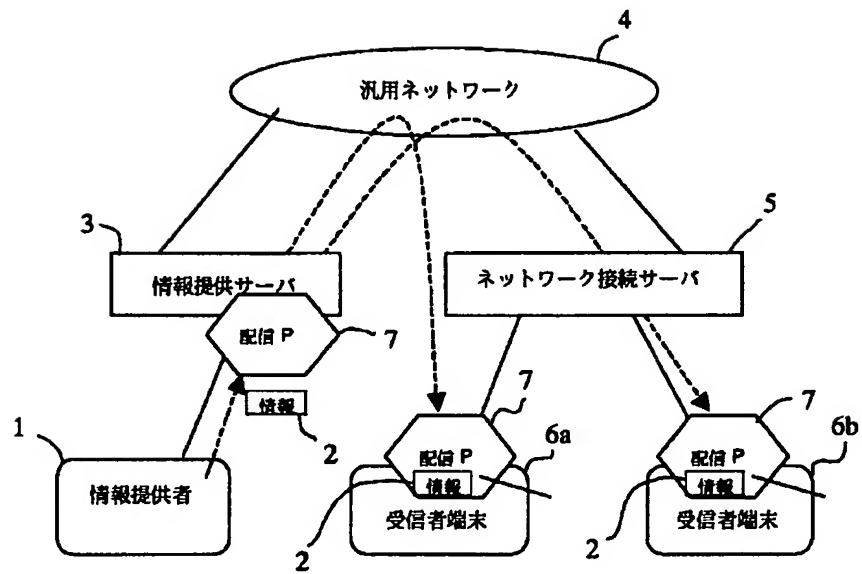 4
汎用ネットワーク
3
5
情報提供サーバ
ネットワーク接続サーバ
配信 P
7
情報
2
1
情報提供者
7
6a
配信 P
情報
2
受信者端末
7
6b
配信 P
情報
2
受信者端末